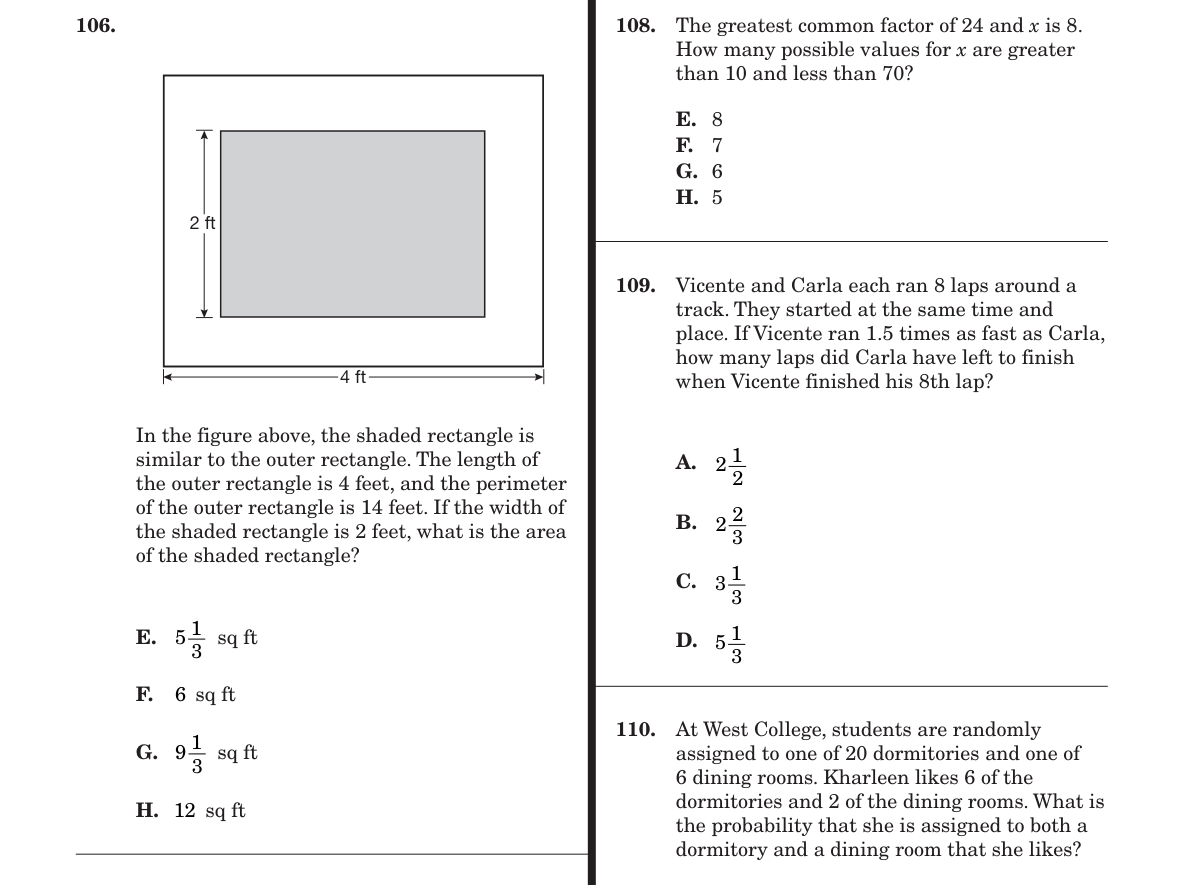 106.
2 ft
4 ft
In the figure above, the shaded rectangle is
similar to the outer rectangle. The length of
the outer rectangle is 4 feet, and the perimeter
of the outer rectangle is 14 feet. If the width of
the shaded rectangle is 2 feet, what is the area
of the shaded rectangle?
E. 5 1/3 sq ft
F. 6 sq ft
G. 9 1/3 sq ft
H. 12 sq ft
108. The greatest common factor of 24 and x is 8.
How many possible values for x are greater
than 10 and less than 70?
E. 8
F. 7
G. 6
H. 5
109. Vicente and Carla each ran 8 laps around a
track. They started at the same time and
place. If Vicente ran 1.5 times as fast as Carla,
how many laps did Carla have left to finish
when Vicente finished his 8th lap?
A. 2 1/2
B. 2 2/3
C. 3 1/3
D. 5 1/3
110. At West College, students are randomly
assigned to one of 20 dormitories and one of
6 dining rooms. Kharleen likes 6 of the
dormitories and 2 of the dining rooms. What is
the probability that she is assigned to both a
dormitory and a dining room that she likes?